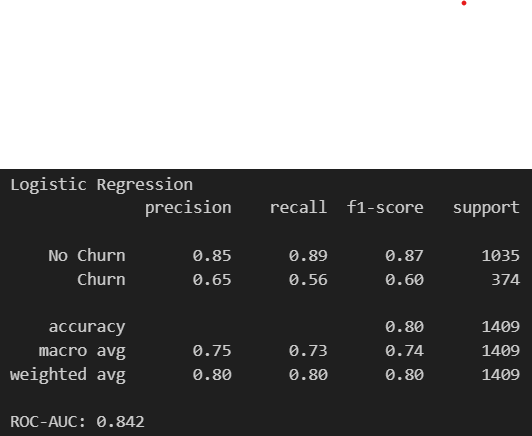 Logistic Regression
precision recall f1-score support
No Churn 0.85 0.89 0.87 1035
Churn 0.65 0.56 0.60 374
accuracy 0.80 1409
macro avg 0.75 0.73 0.74 1409
weighted avg 0.80 0.80 0.80 1409
ROC-AUC: 0.842